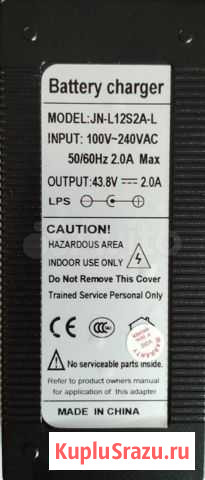 Battery charger
MODEL:JN-L12S2A-L
INPUT: 100V~240VAC
50/60Hz 2.0A Max
OUTPUT:43.8V 2.0A
LPS
CAUTION!
HAZARDOUS AREA
INDOOR USE ONLY
Do Not Remove This Cover
Trained Service Personal Only
CE CCC
No serviceable parts inside.
Refer to product owners manual
for application of this adapter
MADE IN CHINA
KupluSrazu.ru